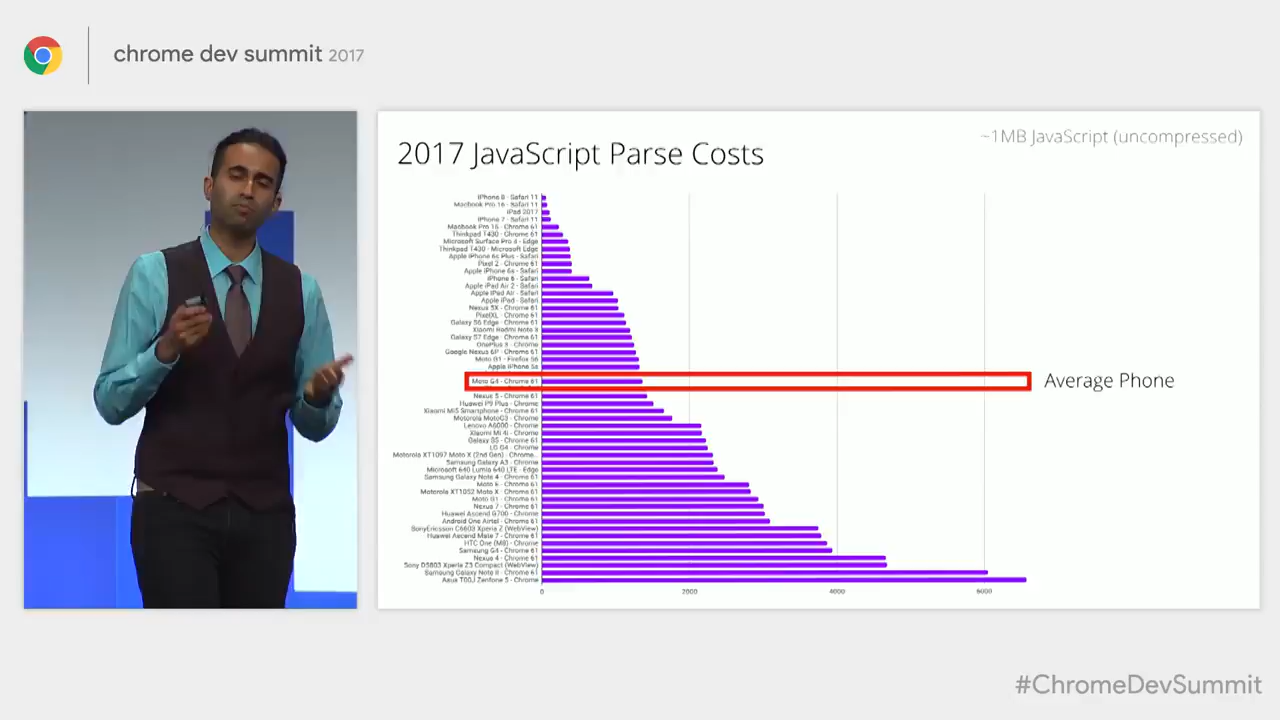 chrome dev summit 2017
~1MB JavaScript (uncompressed)
2017 JavaScript Parse Costs
iPhone 8 - Safari 11
Macbook Pro 16 - Safari 11
iPad 2017
iPhone 7 - Safari 11
Macbook Pro 16 - Chrome 61
Thinkpad T430 - Chrome 61
Microsoft Surface Pro 4 - Edge
Thinkpad T430 - Microsoft Edge
Apple iPhone 6s Plus - Safari
Pixel 2 - Chrome 61
Apple iPhone 6s - Safari
iPhone 6 - Safari
Apple iPad Air 2 - Safari
Apple iPad Air - Safari
Apple iPad - Safari
Nexus 5X - Chrome 61
PixelXL - Chrome 61
Galaxy S6 Edge - Chrome 61
Xiaomi Redmi Note
Galaxy S7 Edge - Chrome 61
OnePlus 3 - Chrome
Google Nexus 6P - Chrome 61
Moto G1 - Firefox
Apple iPhone 5s
Moto G4 - Chrome 61
Average Phone
Nexus 5 - Chrome 61
Huawei P9 Plus - Chrome
Xiaomi Mi5 Smartphone - Chrome 61
Motorola MotoG3 - Chrome
Lenovo A6000 - Chrome
Xiaomi Mi 4i - Chrome
Galaxy S5 - Chrome 61
LG G4 - Chrome
Motorola XT1097 Moto X (2nd Gen) - Chrome...
Samsung Galaxy A3 - Chrome
Microsoft 640 Lumia 640 LTE - Edge
Samsung Galaxy Note 4 - Chrome 61
Moto E - Chrome 61
Motorola XT1052 Moto X - Chrome 61
Moto G1 - Chrome 61
Nexus 7 - Chrome 61
Huawei Ascend G700 - Chrome
Android One Airtel - Chrome 61
SonyEricsson C6603 Xperia Z (WebView)
Huawei Ascend Mate 7 - Chrome 61
HTC One (M8) - Chrome
Samsung G4 - Chrome 61
Nexus 4 - Chrome 61
Sony D5803 Xperia Z3 Compact (WebView)
Samsung Galaxy Note II - Chrome 61
Asus T00J Zenfone 5 - Chrome
0 2000 4000 6000
#ChromeDevSummit